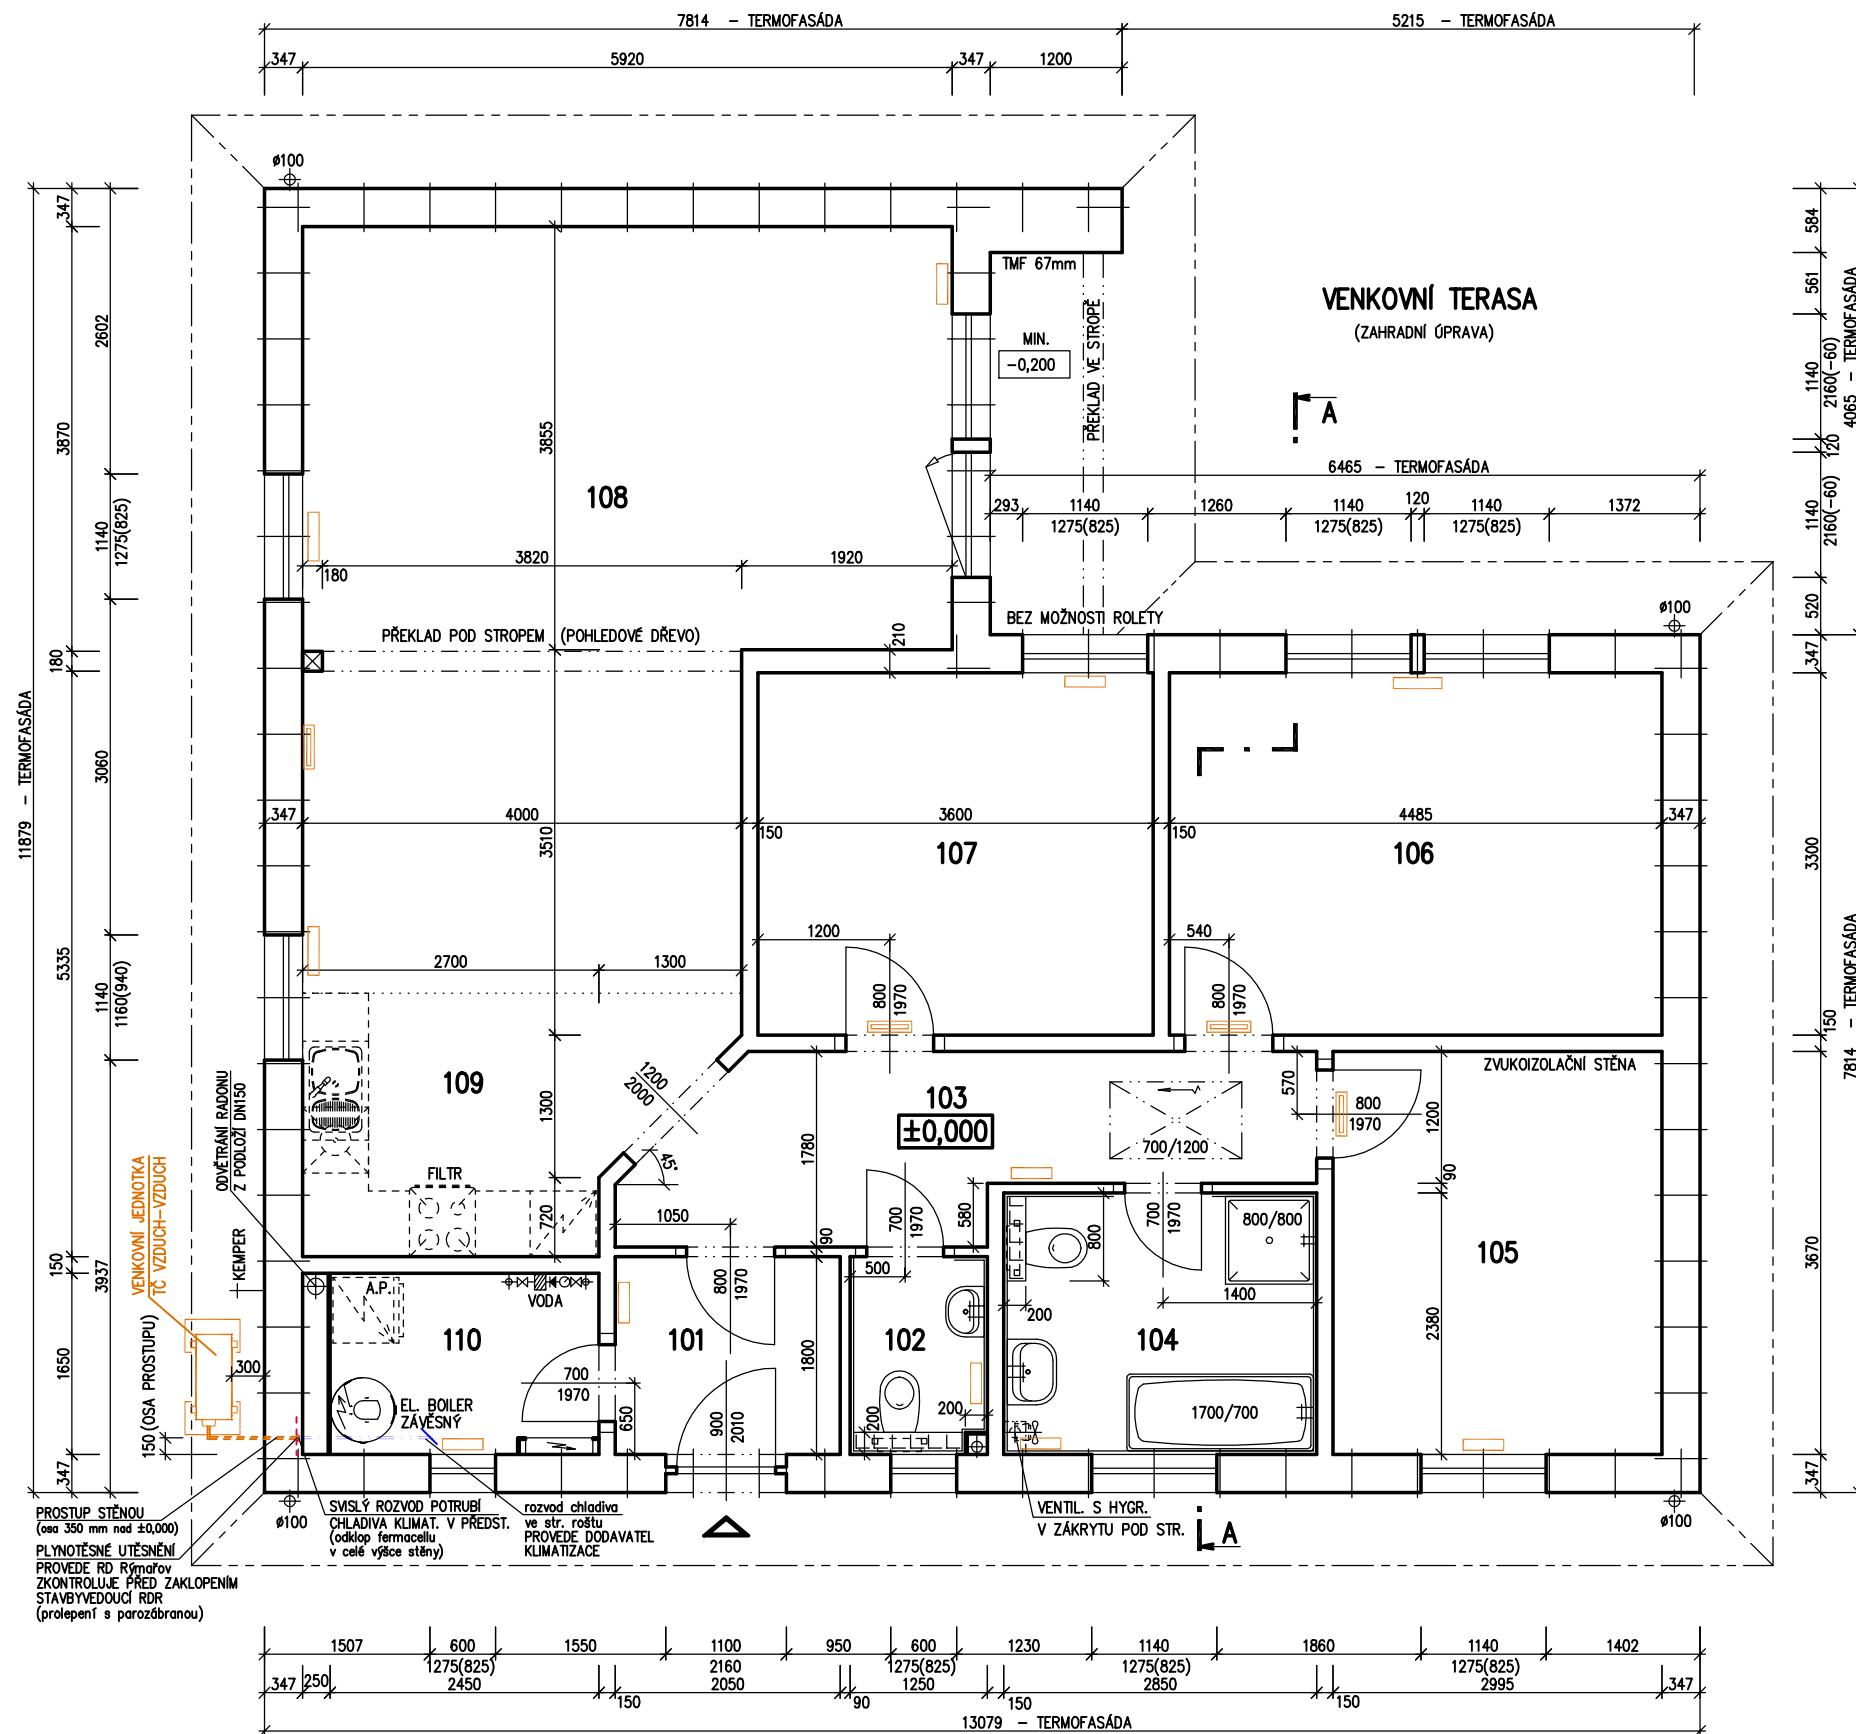 7814 - TERMOFASÁDA
5215 - TERMOFASÁDA
347
5920
347
1200
ø100
TMF 67mm
VENKOVNÍ TERASA
(ZAHRADNÍ ÚPRAVA)
MIN.
-0,200
PŘEKLAD VE STROPĚ
A
6465 - TERMOFASÁDA
293
1140
1275(825)
1260
1140
1275(825)
120
1140
1275(825)
1372
108
3855
3820
180
1920
BEZ MOŽNOSTI ROLETY
ø100
PŘEKLAD POD STROPEM (POHLEDOVÉ DŘEVO)
210
347
4000
3510
150
3600
150
4485
347
107
106
1200
540
2700
1300
800
1970
800
1970
ZVUKOIZOLAČNÍ STĚNA
109
1200
2000
103
±0,000
570
800
1970
1200
700/1200
1300
1780
45°
FILTR
720
1050
90
700
1970
580
800
700
1970
800/800
90
105
A.P.
VODA
110
101
102
104
800
1970
500
200
1400
2380
1800
700
1970
650
EL. BOILER
ZÁVĚSNÝ
900
2010
200
200
1700/700
11879 - TERMOFASÁDA
347
3870
180
5335
150
1650
347
2602
1140
1275(825)
3060
1140
1160(940)
3937
ODVĚTRÁNÍ RADONU
Z PODLOŽÍ DN150
KEMPER
VENKOVNÍ JEDNOTKA
TČ VZDUCH-VZDUCH
150 (OSA PROSTUPU)
300
584
561
1140
2160(-60)
120
1140
2160(-60)
520
4065 - TERMOFASÁDA
347
3300
150
3670
347
7814 - TERMOFASÁDA
PROSTUP STĚNOU
(osa 350 mm nad ±0,000)
PLYNOTĚSNÉ UTĚSNĚNÍ
PROVEDE RD Rýmařov
ZKONTROLUJE PŘED ZAKLOPENÍM
STAVBYVEDOUCÍ RDR
(prolepení s parozábranou)
ø100
SVISLÝ ROZVOD POTRUBÍ
CHLADIVA KLIMAT. V PŘEDST.
(odklop fermacellu
v celé výšce stěny)
rozvod chladiva
ve str. roštu
PROVEDE DODAVATEL
KLIMATIZACE
VENTIL. S HYGR.
V ZÁKRYTU POD STR.
A
ø100
1507
600
1275(825)
1550
1100
2160
950
600
1275(825)
1230
1140
1275(825)
1860
1140
1275(825)
1402
347
250
2450
150
2050
90
1250
150
2850
150
2995
347
13079 - TERMOFASÁDA